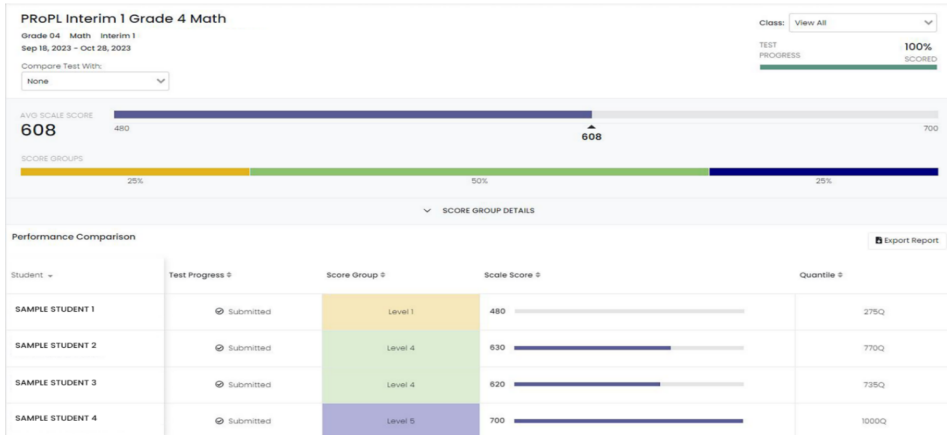 PRoPL Interim 1 Grade 4 Math
Grade 04 Math Interim 1
Sep 18, 2023 - Oct 28, 2023
Compare Test With:
None
Class: View All
TEST PROGRESS
100% SCORED
AVG SCALE SCORE
608
480
608
700
SCORE GROUPS
25% 50% 25%
SCORE GROUP DETAILS
Performance Comparison
Export Report
Student Test Progress Score Group Scale Score Quantile
SAMPLE STUDENT 1 Submitted Level 1 480 275Q
SAMPLE STUDENT 2 Submitted Level 4 630 770Q
SAMPLE STUDENT 3 Submitted Level 4 620 735Q
SAMPLE STUDENT 4 Submitted Level 5 700 1000Q